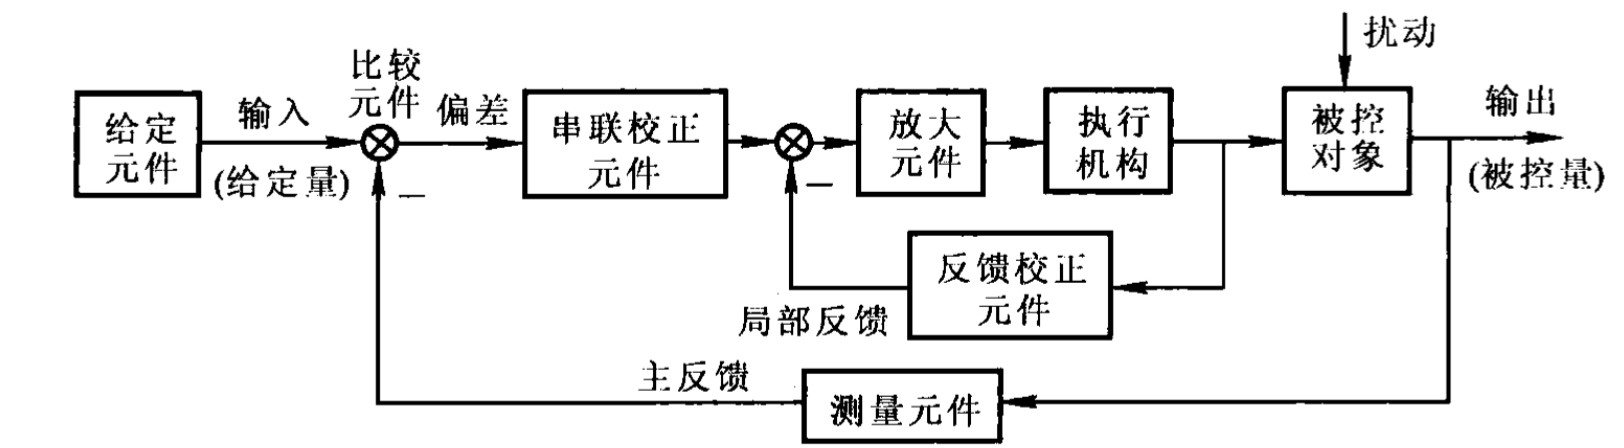 扰动
比较
元件
给定
元件
输入
(给定量)
偏差
串联校正
元件
放大
元件
执行
机构
被控
对象
输出
(被控量)
反馈校正
元件
局部反馈
主反馈
测量元件